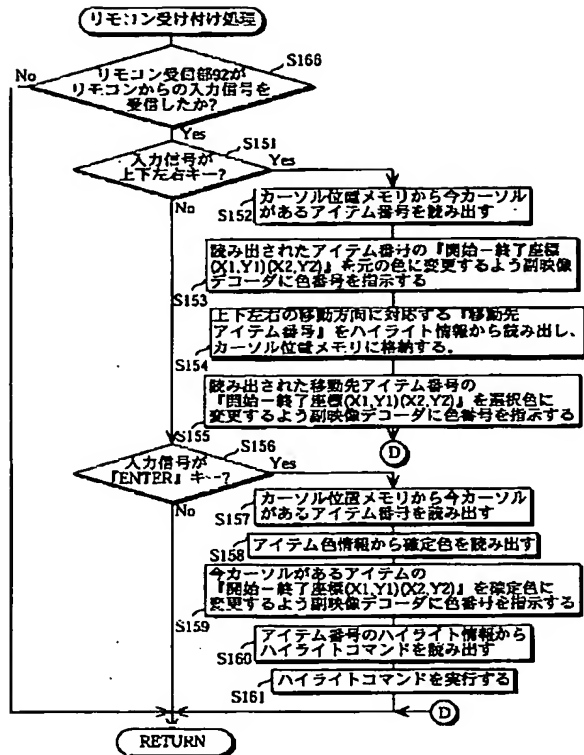 リモコン受け付け処理
S166
No
リモコン受信部92が
リモコンからの入力信号を
受信したか?
Yes
S151
入力信号が
上下左右キー?
Yes
No
S152
カーソル位置メモリから今カーソル
があるアイテム番号を読み出す
読み出されたアイテム番号の『開始ー終了座標
(X1,Y1)(X2,Y2)』を元の色に変更するよう副映像
デコーダに色番号を指示する
S153
上下左右の移動方向に対応する『移動先
アイテム番号』をハイライト情報から読み出し、
カーソル位置メモリに格納する。
S154
読み出された移動先アイテム番号の
『開始ー終了座標(X1,Y1)(X2,Y2)』を選択色に
変更するよう副映像デコーダに色番号を指示する
S155
D
S156
入力信号が
『ENTER』キー?
Yes
No
カーソル位置メモリから今カーソル
があるアイテム番号を読み出す
S157
アイテム色情報から確定色を読み出す
S158
今カーソルがあるアイテムの
『開始ー終了座標(X1,Y1)(X2,Y2)』を確定色に
変更するよう副映像デコーダに色番号を指示する
S159
アイテム番号のハイライト情報から
ハイライトコマンドを読み出す
S160
ハイライトコマンドを実行する
S161
D
RETURN